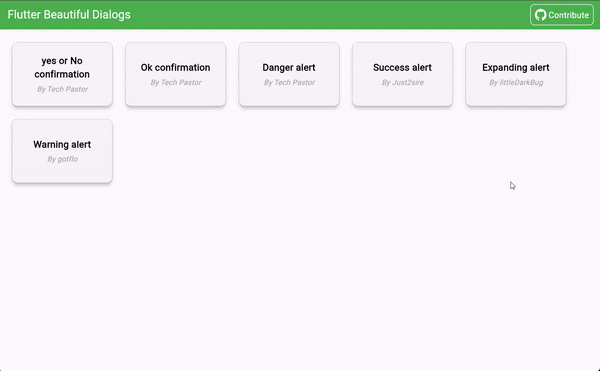 Flutter Beautiful Dialogs
Contribute
yes or No
confirmation
By Tech Pastor
Ok confirmation
By Tech Pastor
Danger alert
By Tech Pastor
Success alert
By Just2sire
Expanding alert
By littleDarkBug
Warning alert
By gotflo